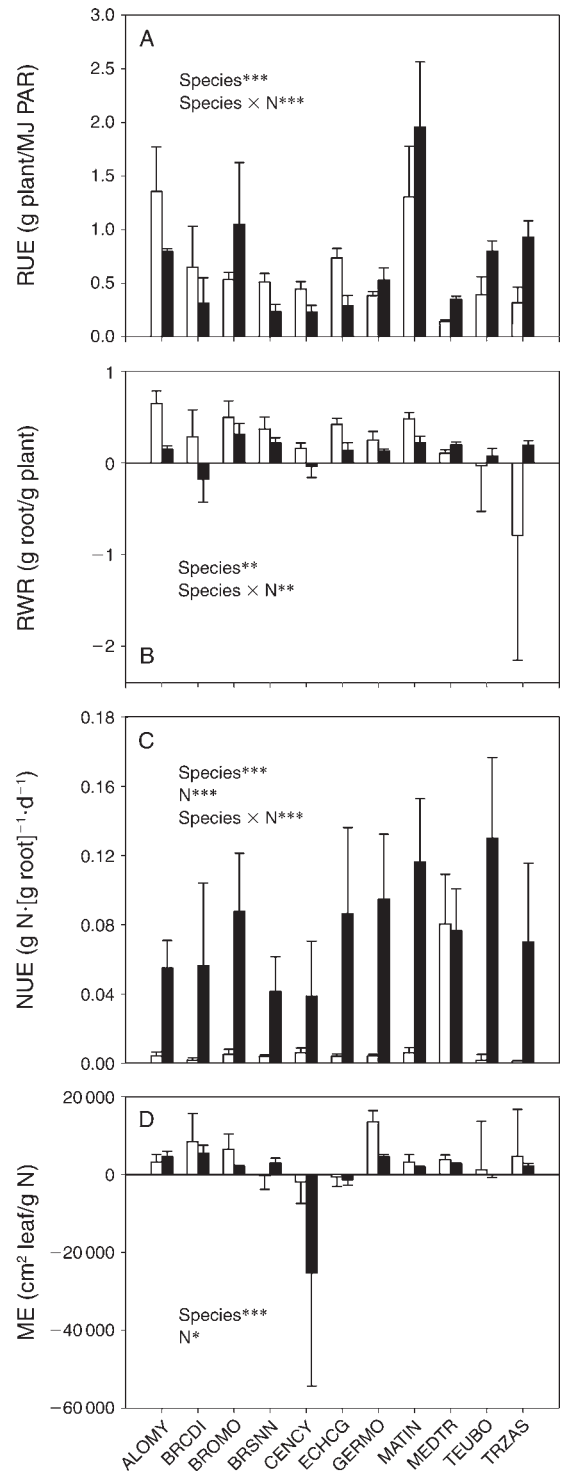 A
Species***
Species × N***
RUE (g plant/MJ PAR)
3.0
2.5
2.0
1.5
1.0
0.5
0.0
RWR (g root/g plant)
1
0
−1
−2
Species**
Species × N**
B
NUE (g N·[g root]⁻¹·d⁻¹)
0.18
0.16
0.12
0.08
0.04
0.00
C
Species***
N***
Species × N***
ME (cm² leaf/g N)
20 000
0
−20 000
−40 000
−60 000
D
Species***
N*
ALOMY
BRCDI
BROMO
BRSNN
CENCY
ECHCG
GERMO
MATIN
MEDTR
TEUBO
TRZAS